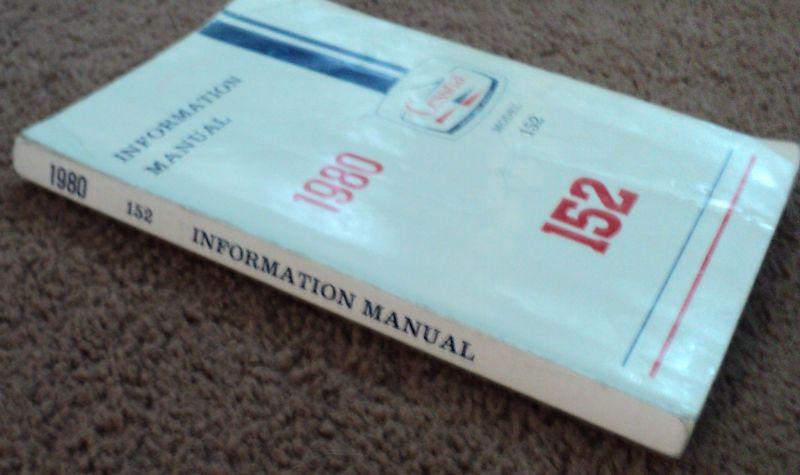 INFORMATION
MANUAL
Cessna
MODEL
152
1980
152
1980 152 INFORMATION MANUAL